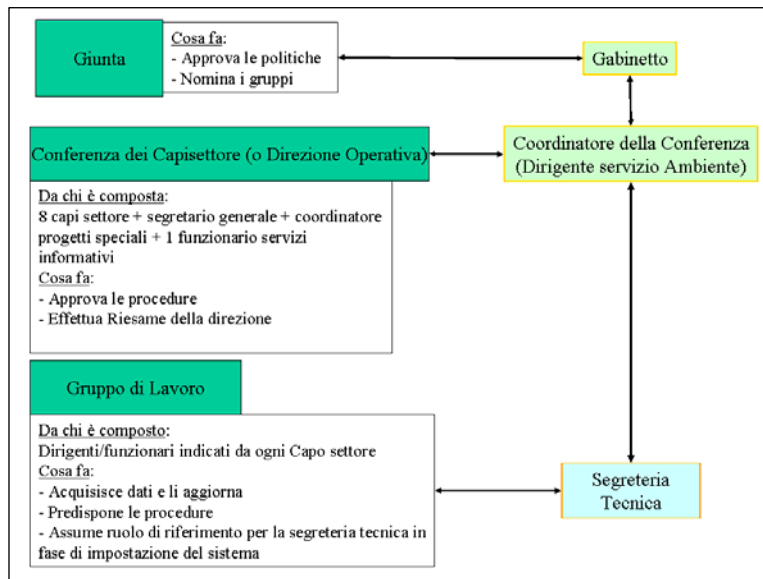 Giunta
Cosa fa:
- Approva le politiche
- Nomina i gruppi
Gabinetto
Conferenza dei Capisettore (o Direzione Operativa)
Coordinatore della Conferenza
(Dirigente servizio Ambiente)
Da chi è composta:
8 capi settore + segretario generale + coordinatore
progetti speciali + 1 funzionario servizi
informativi
Cosa fa:
- Approva le procedure
- Effettua Riesame della direzione
Gruppo di Lavoro
Da chi è composto:
Dirigenti/funzionari indicati da ogni Capo settore
Cosa fa:
- Acquisisce dati e li aggiorna
- Predispone le procedure
- Assume ruolo di riferimento per la segreteria tecnica in
fase di impostazione del sistema
Segreteria
Tecnica